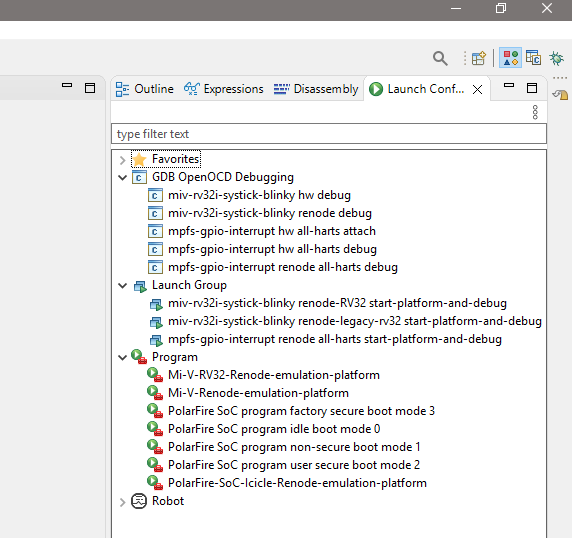 Outline Expressions Disassembly Launch Conf...
type filter text
Favorites
GDB OpenOCD Debugging
miv-rv32i-systick-blinky hw debug
miv-rv32i-systick-blinky renode debug
mpfs-gpio-interrupt hw all-harts attach
mpfs-gpio-interrupt hw all-harts debug
mpfs-gpio-interrupt renode all-harts debug
Launch Group
miv-rv32i-systick-blinky renode-RV32 start-platform-and-debug
miv-rv32i-systick-blinky renode-legacy-rv32 start-platform-and-debug
mpfs-gpio-interrupt renode all-harts start-platform-and-debug
Program
Mi-V-RV32-Renode-emulation-platform
Mi-V-Renode-emulation-platform
PolarFire SoC program factory secure boot mode 3
PolarFire SoC program idle boot mode 0
PolarFire SoC program non-secure boot mode 1
PolarFire SoC program user secure boot mode 2
PolarFire-SoC-Icicle-Renode-emulation-platform
Robot